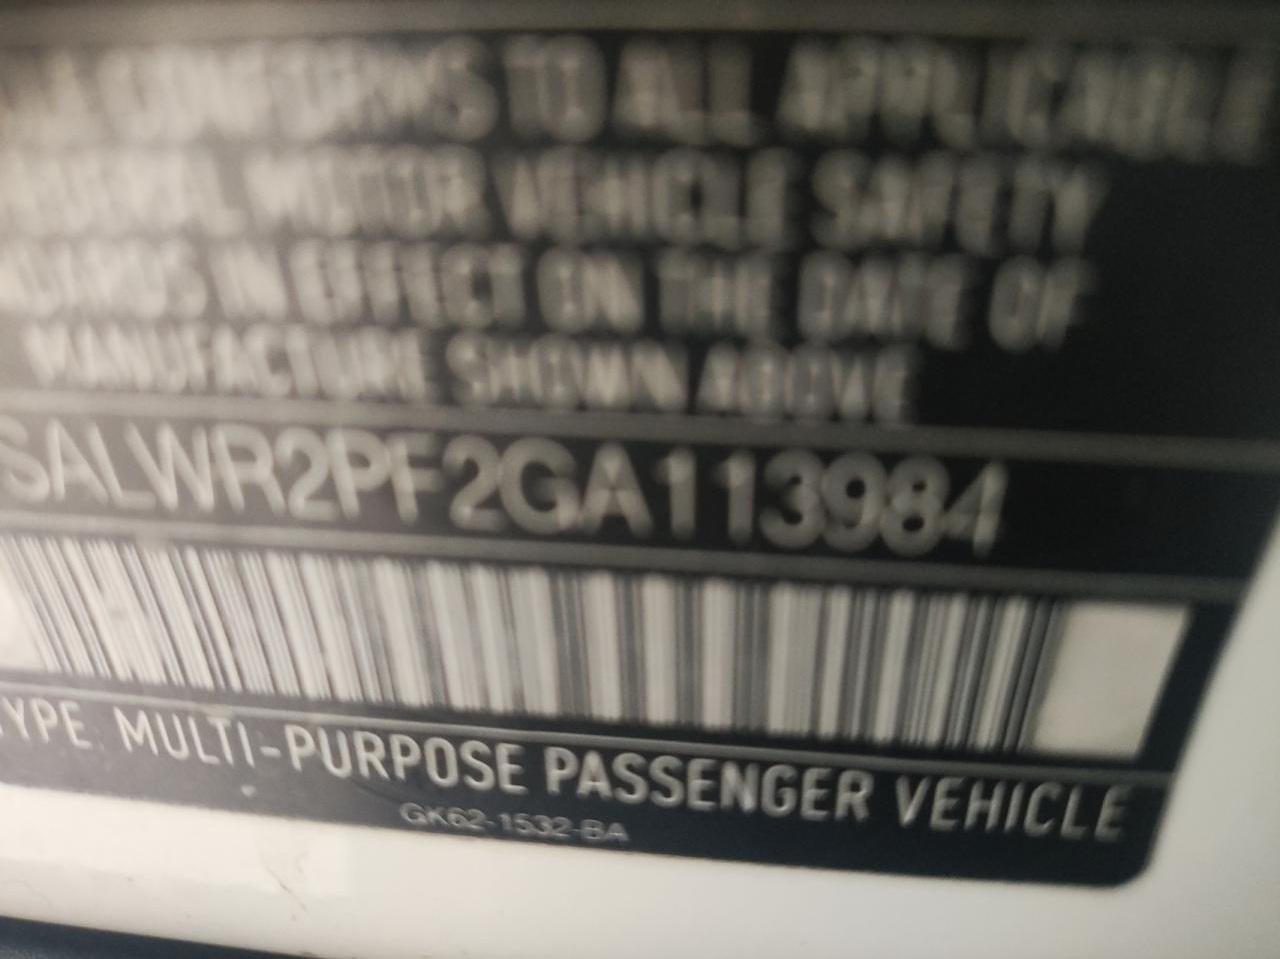 CONFORMS TO ALL APPLICABLE
MOTOR VEHICLE SAFETY
IN EFFECT ON THE DATE OF
MANUFACTURE SHOWN ABOVE
SALWR2PF2GA113984
TYPE. MULTI-PURPOSE PASSENGER VEHICLE
GK62-1532-BA